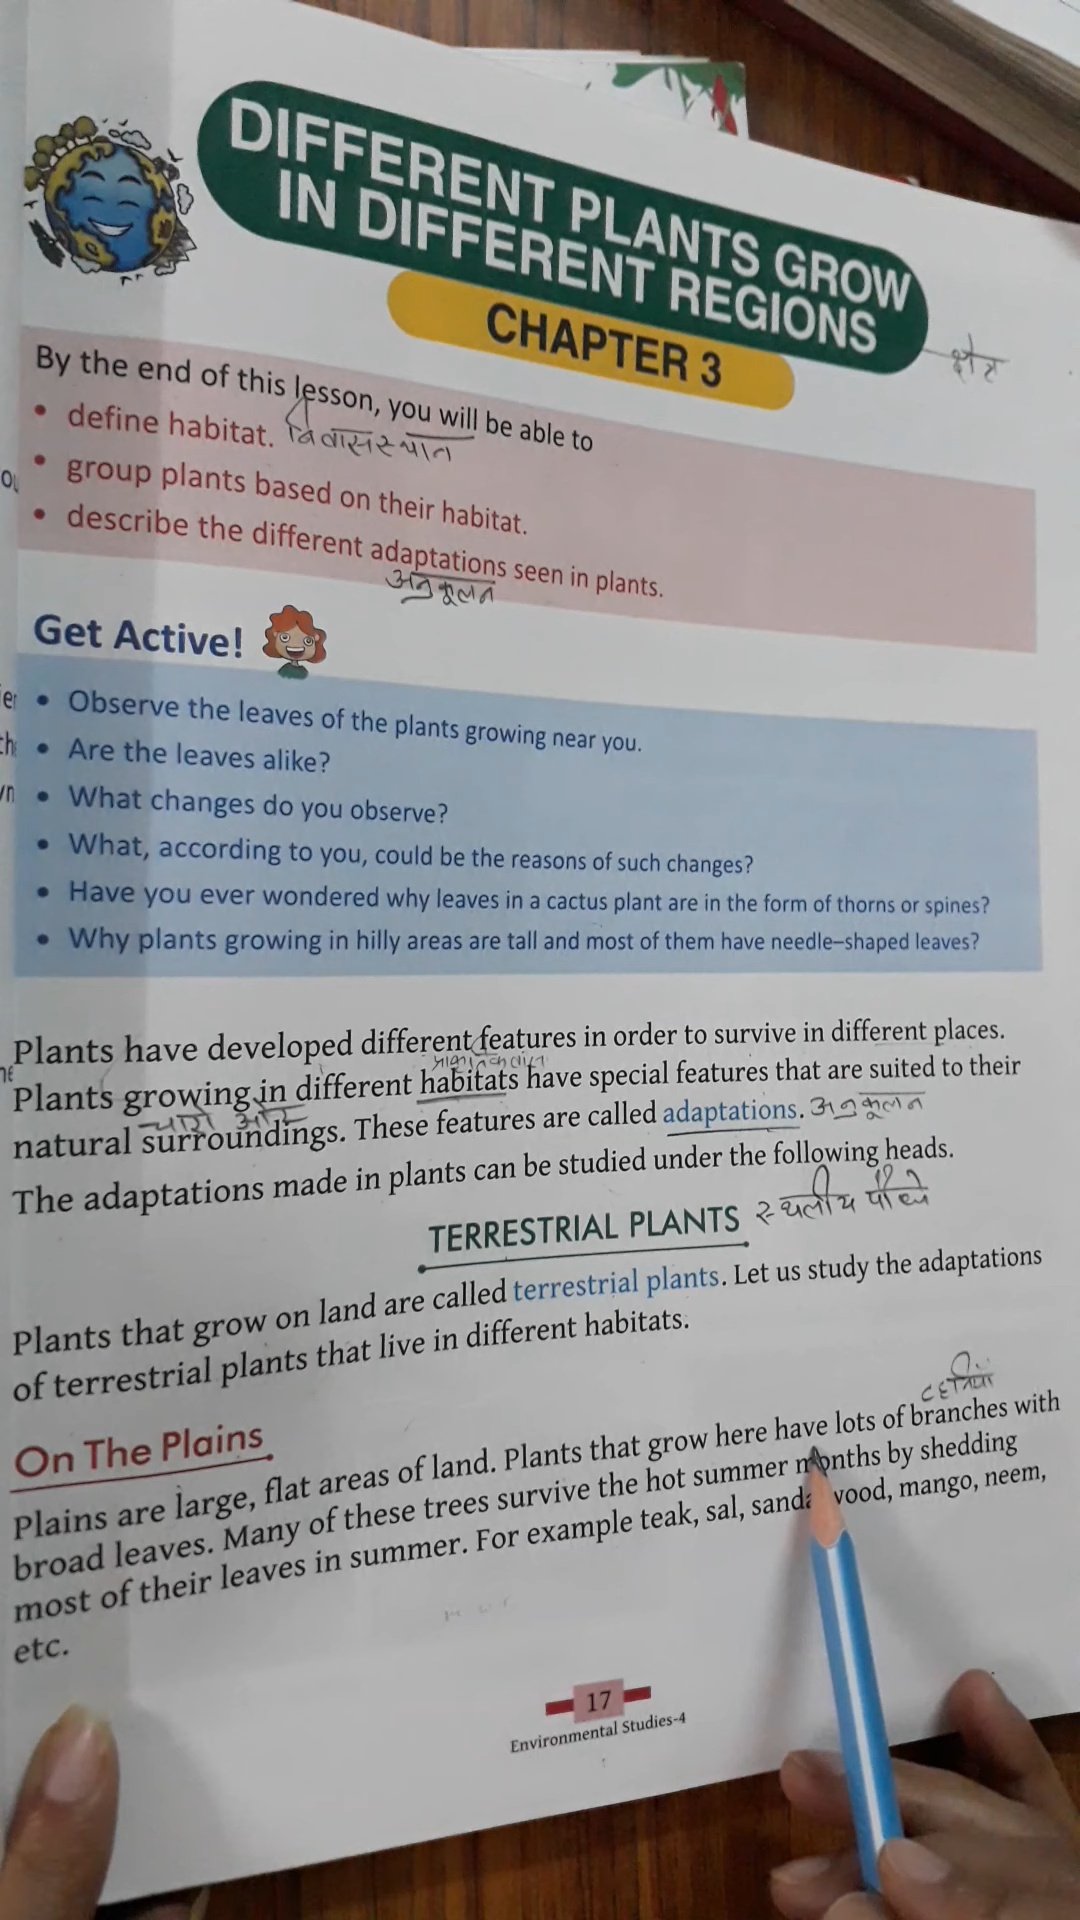 DIFFERENT PLANTS GROW
IN DIFFERENT REGIONS
CHAPTER 3
क्षेत्र
By the end of this lesson, you will be able to
• define habitat. निवासस्थान
• group plants based on their habitat.
• describe the different adaptations seen in plants.
अनुकूलन
Get Active!
• Observe the leaves of the plants growing near you.
• Are the leaves alike?
• What changes do you observe?
• What, according to you, could be the reasons of such changes?
• Have you ever wondered why leaves in a cactus plant are in the form of thorns or spines?
• Why plants growing in hilly areas are tall and most of them have needle–shaped leaves?
Plants have developed different features in order to survive in different places.
Plants growing in different habitats have special features that are suited to their
चारो ओर
natural surroundings. These features are called adaptations. अनुकूलन
The adaptations made in plants can be studied under the following heads.
TERRESTRIAL PLANTS स्थलीय पौधे
Plants that grow on land are called terrestrial plants. Let us study the adaptations
of terrestrial plants that live in different habitats.
On The Plains
Plains are large, flat areas of land. Plants that grow here have lots of branches with
broad leaves. Many of these trees survive the hot summer months by shedding
most of their leaves in summer. For example teak, sal, sandalwood, mango, neem,
etc.
17
Environmental Studies-4